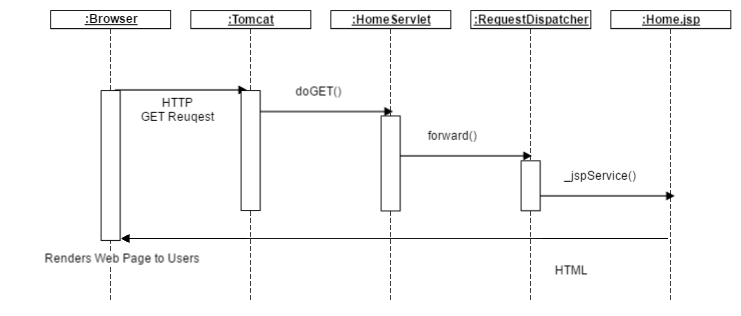 :Browser
:Tomcat
:HomeServlet
:RequestDispatcher
:Home.jsp
HTTP
GET Reuqest
doGET()
forward()
_jspService()
Renders Web Page to Users
HTML